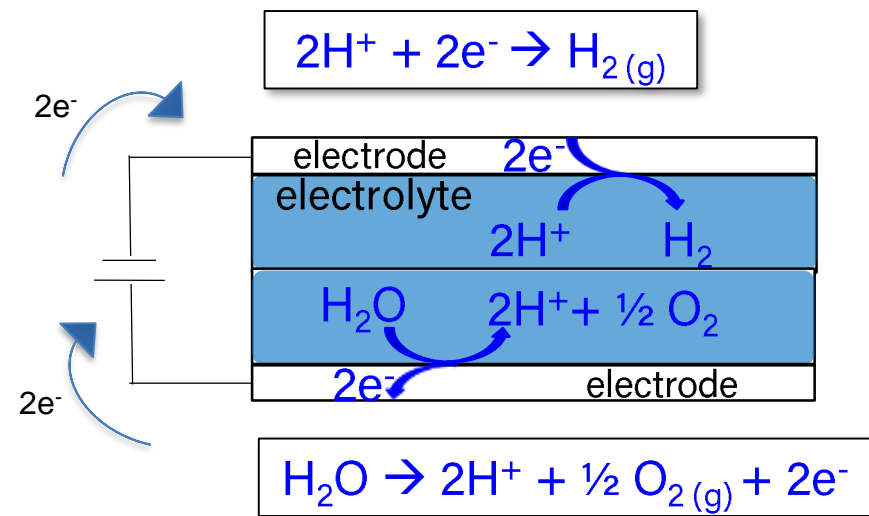 2H⁺ + 2e⁻ → H₂ (g)
2e⁻
electrode 2e⁻
electrolyte
2H⁺ H₂
H₂O 2H⁺ + ½ O₂
2e⁻ electrode
2e⁻
H₂O → 2H⁺ + ½ O₂ (g) + 2e⁻